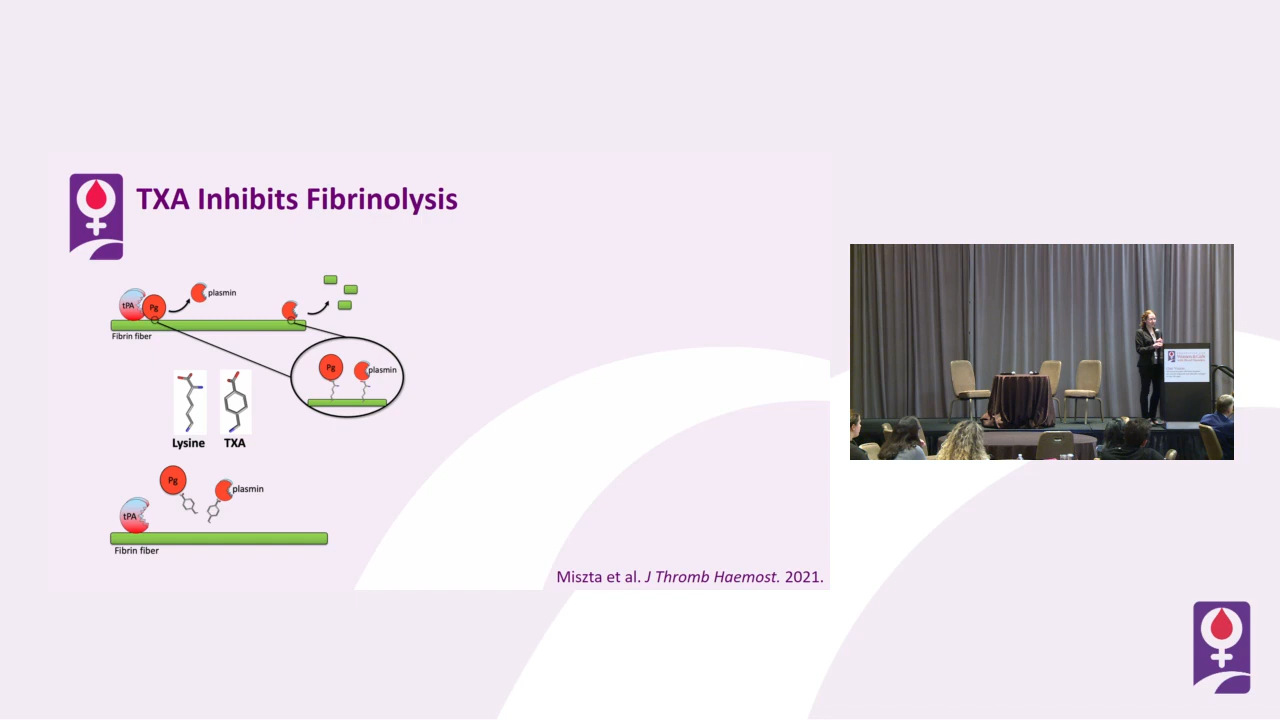 TXA Inhibits Fibrinolysis
tPA
Pg
plasmin
Fibrin fiber
Pg
plasmin
Lysine
TXA
Pg
plasmin
tPA
Fibrin fiber
Miszta et al. J Thromb Haemost. 2021.